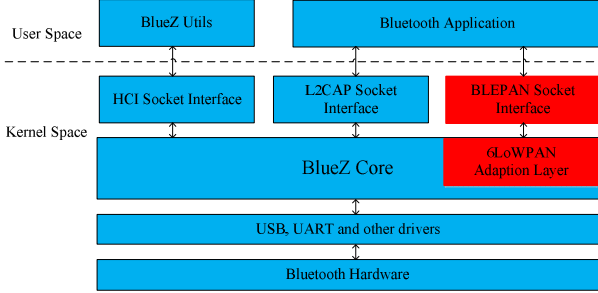 BlueZ Utils
Bluetooth Application
User Space
HCI Socket Interface
L2CAP Socket
Interface
BLEPAN Socket
Interface
Kernel Space
BlueZ Core
6LoWPAN
Adaption Layer
USB, UART and other drivers
Bluetooth Hardware